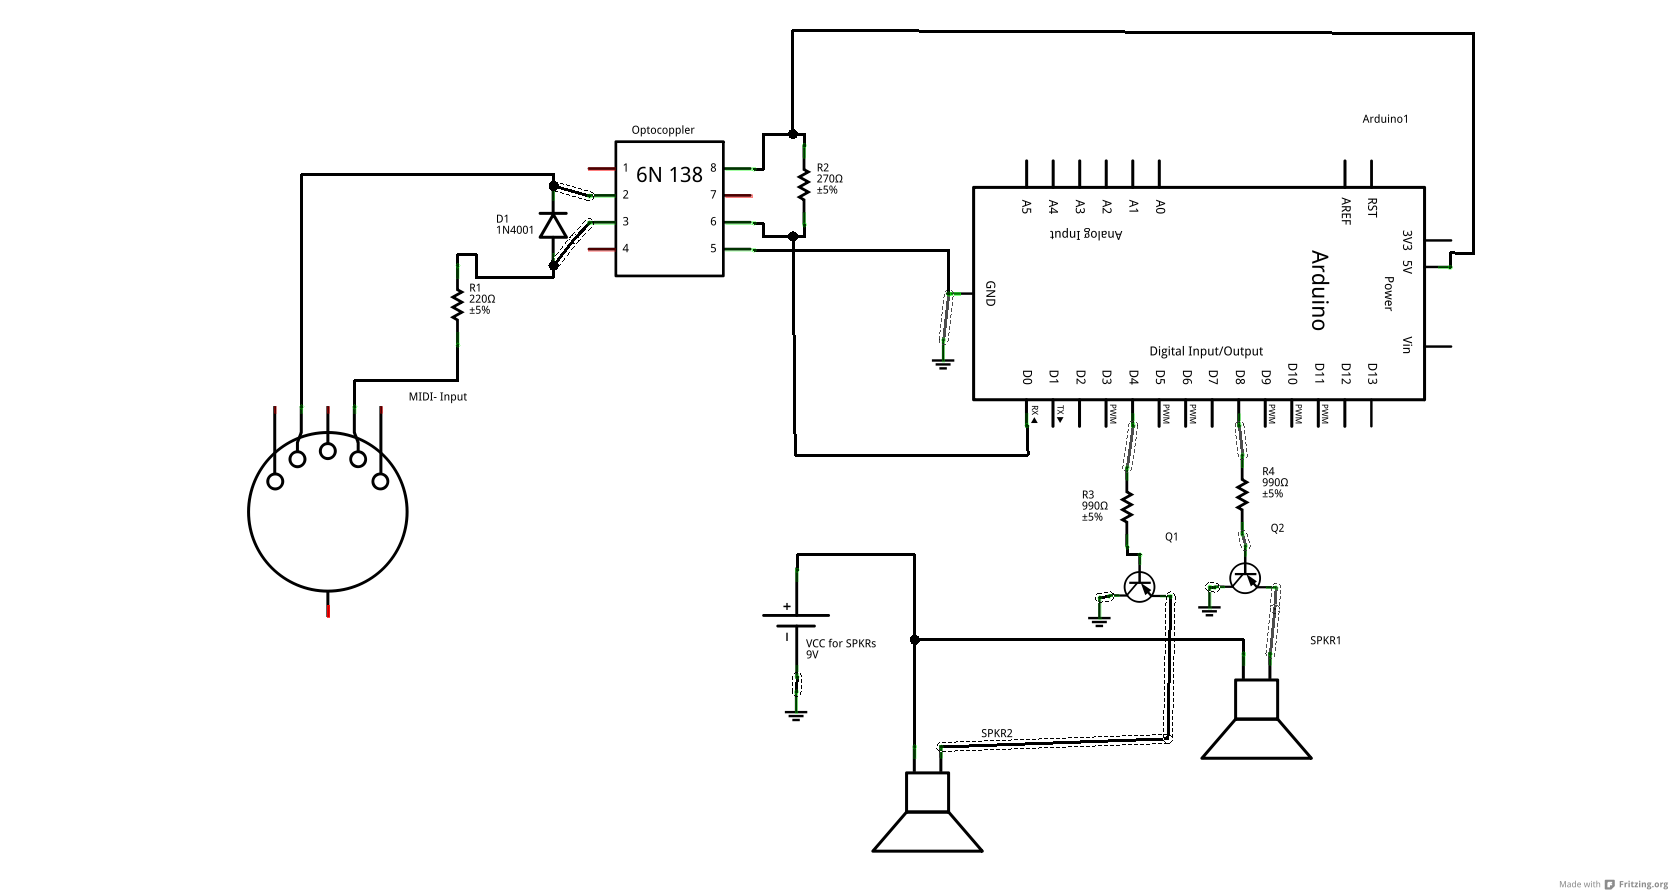 Arduino1
Optocoppler
6N 138
1
2
3
4
8
7
6
5
R2
270Ω
±5%
D1
1N4001
R1
220Ω
±5%
MIDI- Input
A5
A4
A3
A2
A1
A0
AREF
RST
Analog Input
3V3
5V
Power
Vin
Arduino
GND
Digital Input/Output
D0
D1
D2
D3
D4
D5
D6
D7
D8
D9
D10
D11
D12
D13
RX
TX
PWM
PWM
PWM
PWM
PWM
PWM
R3
990Ω
±5%
R4
990Ω
±5%
Q1
Q2
+
VCC for SPKRs
9V
SPKR1
SPKR2
Made with Fritzing.org